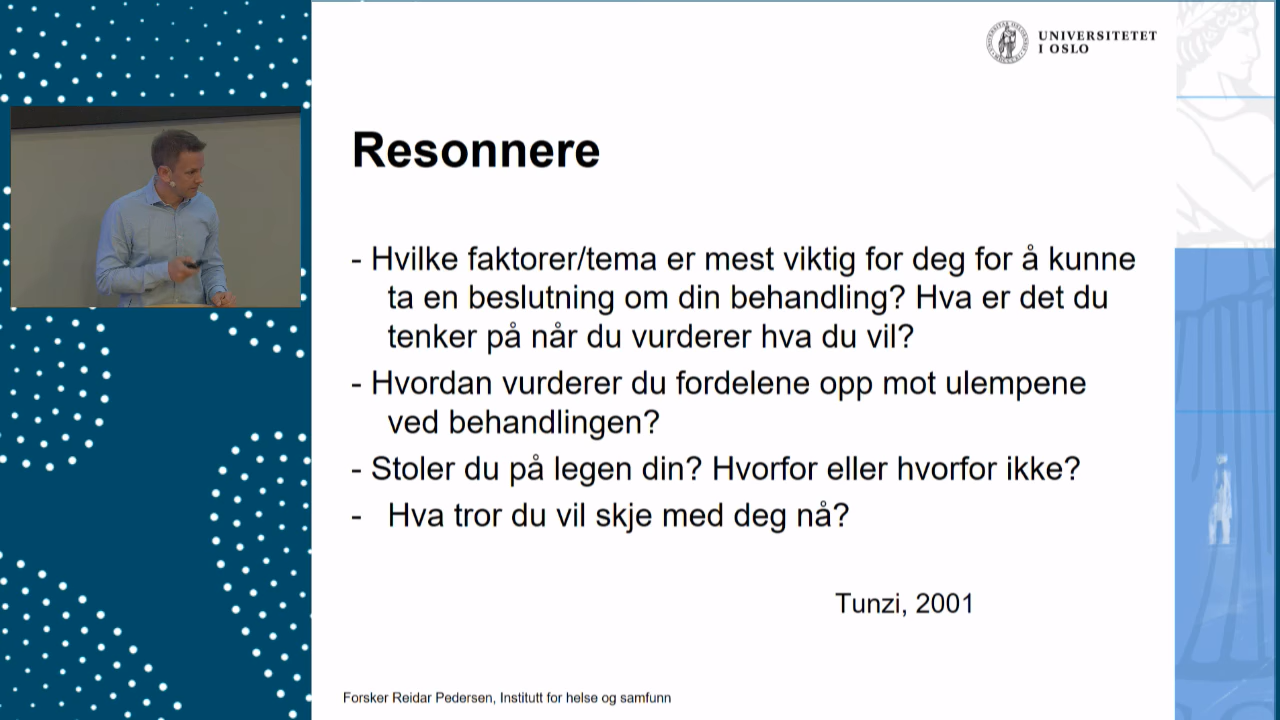 UNIVERSITETET
I OSLO
Resonnere
- Hvilke faktorer/tema er mest viktig for deg for å kunne
ta en beslutning om din behandling? Hva er det du
tenker på når du vurderer hva du vil?
- Hvordan vurderer du fordelene opp mot ulempene
ved behandlingen?
- Stoler du på legen din? Hvorfor eller hvorfor ikke?
- Hva tror du vil skje med deg nå?
Tunzi, 2001
Forsker Reidar Pedersen, Institutt for helse og samfunn